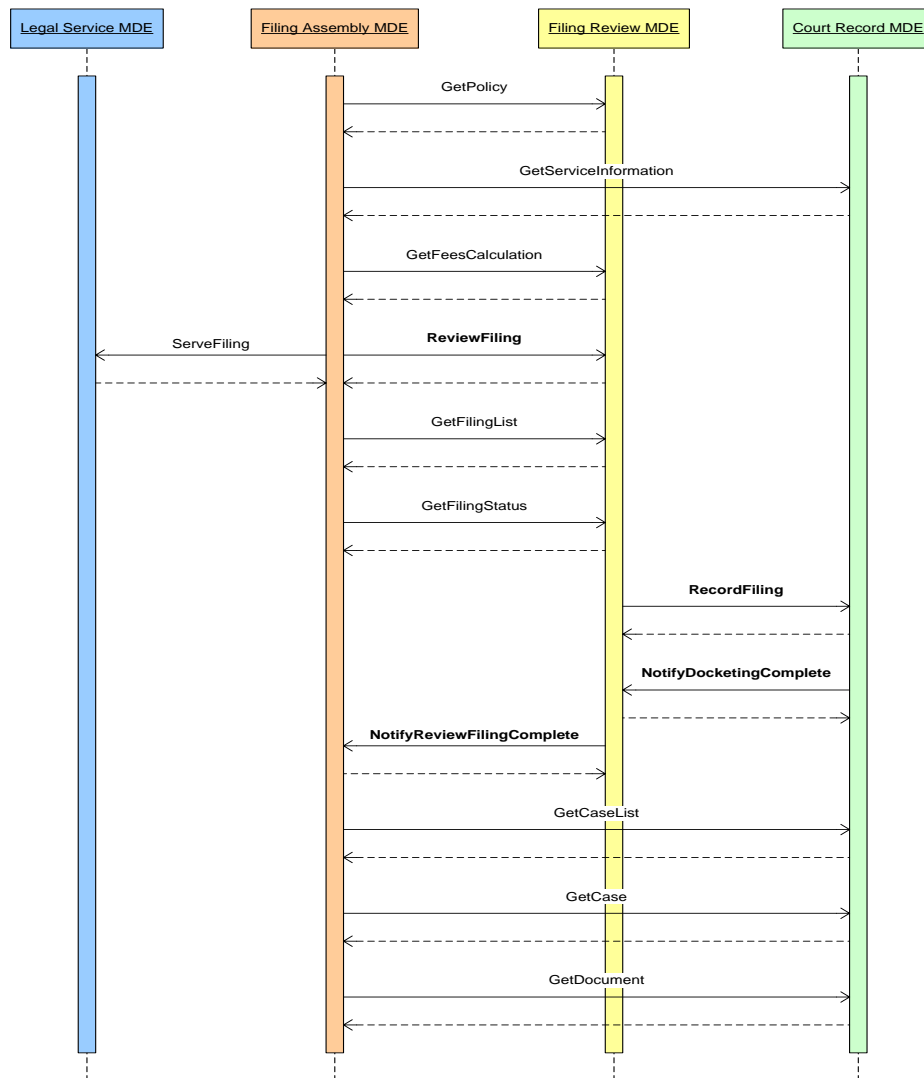 Legal Service MDE
Filing Assembly MDE
Filing Review MDE
Court Record MDE
GetPolicy
GetServiceInformation
GetFeesCalculation
ServeFiling
ReviewFiling
GetFilingList
GetFilingStatus
RecordFiling
NotifyDocketingComplete
NotifyReviewFilingComplete
GetCaseList
GetCase
GetDocument